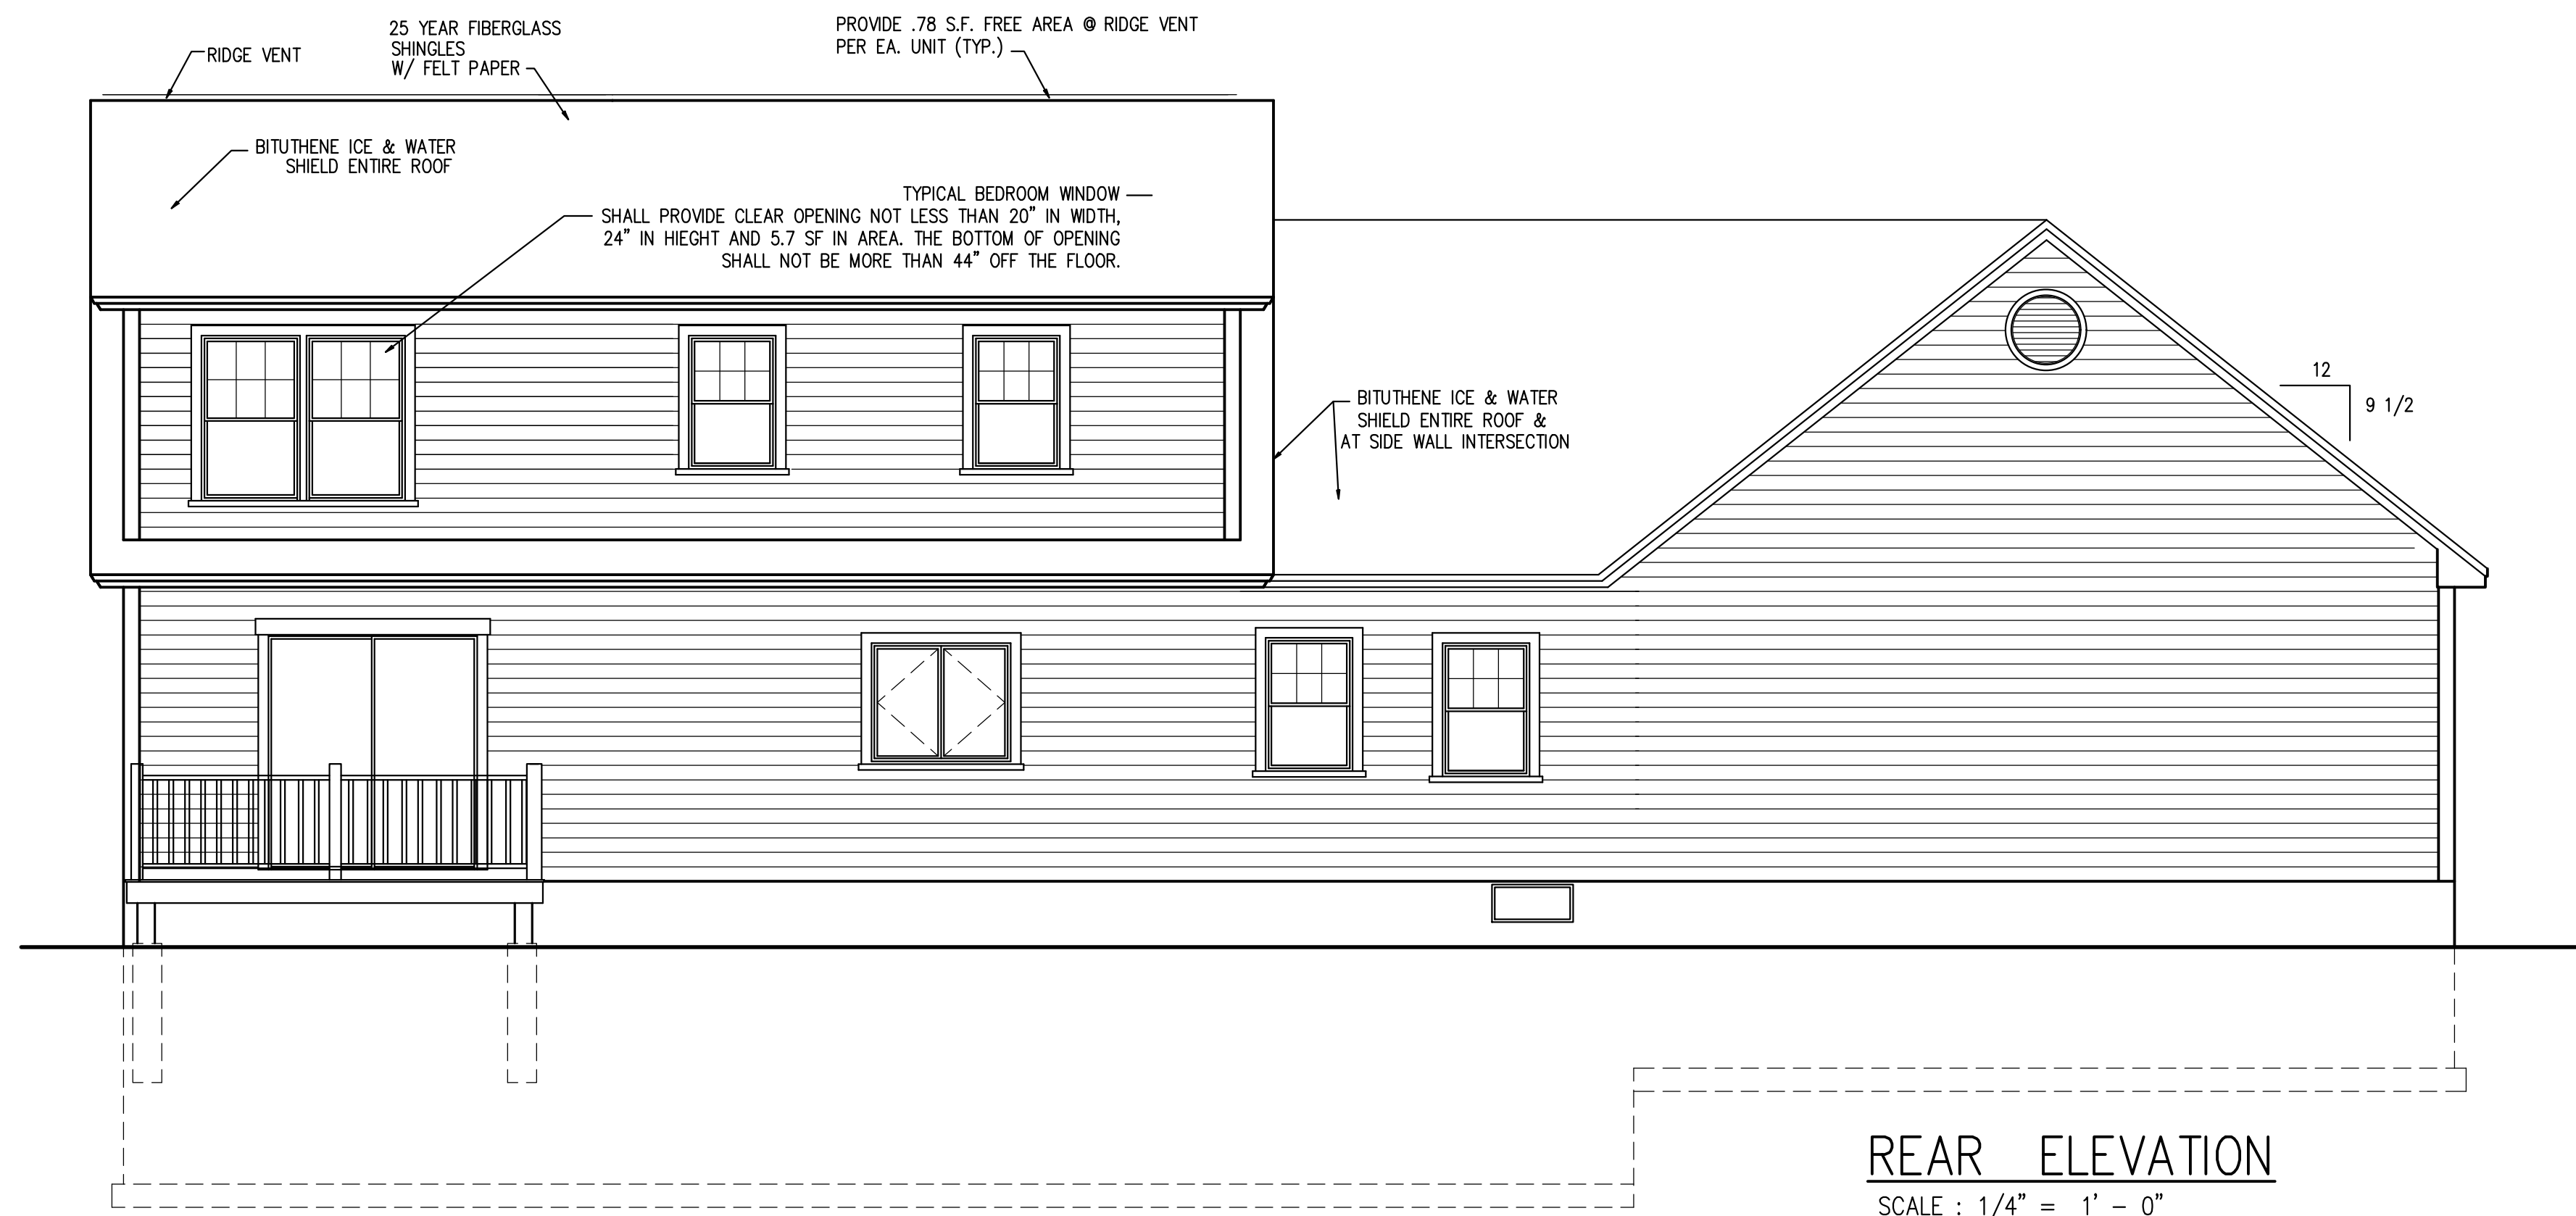 RIDGE VENT
25 YEAR FIBERGLASS
SHINGLES
W/ FELT PAPER
PROVIDE .78 S.F. FREE AREA @ RIDGE VENT
PER EA. UNIT (TYP.)
BITUTHENE ICE & WATER
SHIELD ENTIRE ROOF
TYPICAL BEDROOM WINDOW
SHALL PROVIDE CLEAR OPENING NOT LESS THAN 20" IN WIDTH,
24" IN HIEGHT AND 5.7 SF IN AREA. THE BOTTOM OF OPENING
SHALL NOT BE MORE THAN 44" OFF THE FLOOR.
BITUTHENE ICE & WATER
SHIELD ENTIRE ROOF &
AT SIDE WALL INTERSECTION
12
9 1/2
REAR ELEVATION
SCALE : 1/4" = 1' - 0"